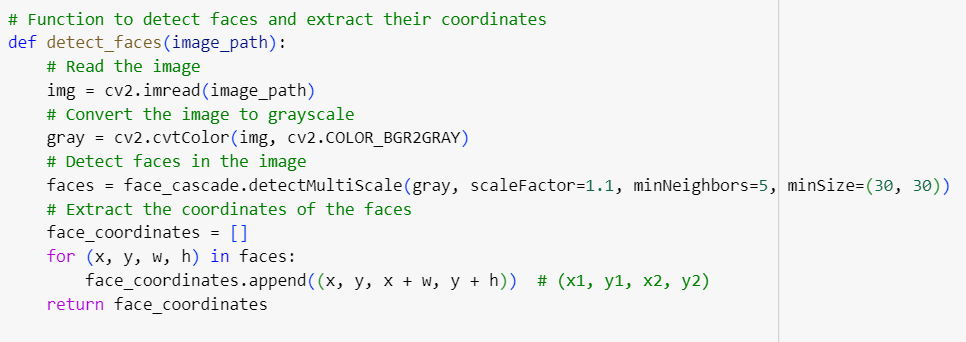 # Function to detect faces and extract their coordinates
def detect_faces(image_path):
    # Read the image
    img = cv2.imread(image_path)
    # Convert the image to grayscale
    gray = cv2.cvtColor(img, cv2.COLOR_BGR2GRAY)
    # Detect faces in the image
    faces = face_cascade.detectMultiScale(gray, scaleFactor=1.1, minNeighbors=5, minSize=(30, 30))
    # Extract the coordinates of the faces
    face_coordinates = []
    for (x, y, w, h) in faces:
        face_coordinates.append((x, y, x + w, y + h))  # (x1, y1, x2, y2)
    return face_coordinates